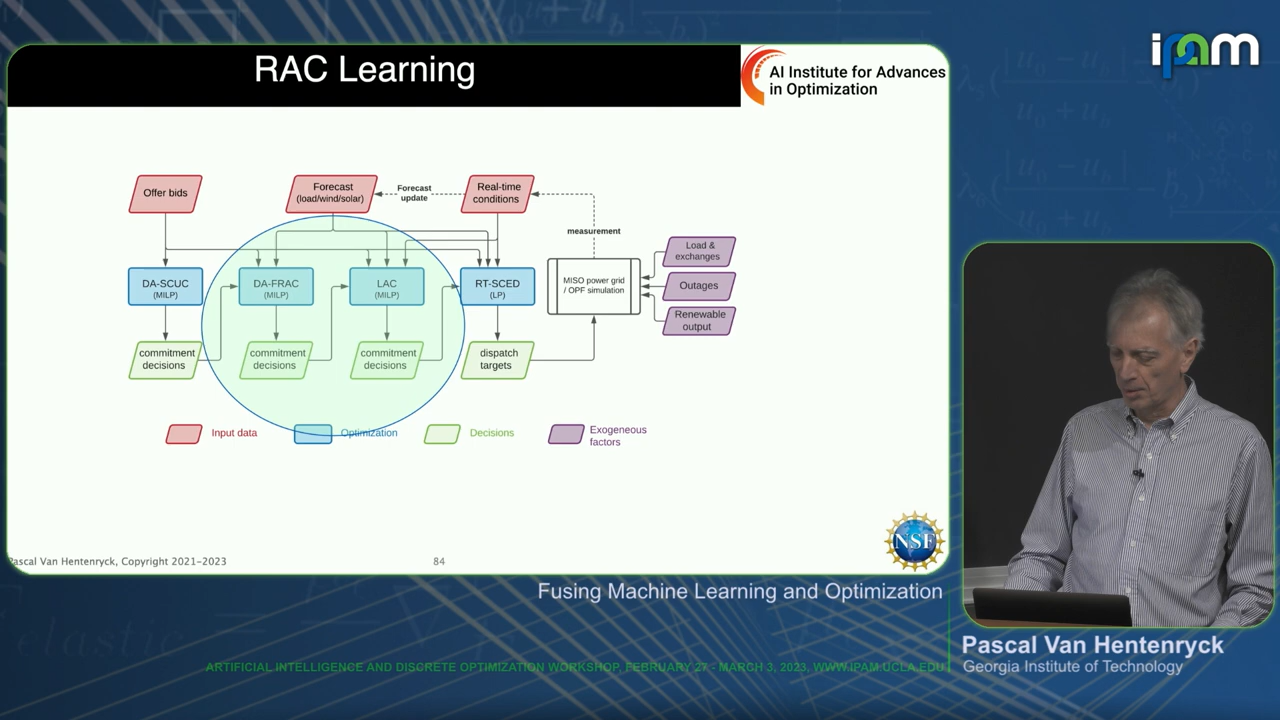 RAC Learning
AI Institute for Advances
in Optimization
ipam
Offer bids
Forecast
(load/wind/solar)
Forecast
update
Real-time
conditions
measurement
DA-SCUC
(MILP)
DA-FRAC
(MILP)
LAC
(MILP)
RT-SCED
(LP)
MISO power grid
/ OPF simulation
Load &
exchanges
Outages
Renewable
output
commitment
decisions
commitment
decisions
commitment
decisions
dispatch
targets
Input data
Optimization
Decisions
Exogeneous
factors
NSF
Pascal Van Hentenryck, Copyright 2021-2023
84
Fusing Machine Learning and Optimization
Pascal Van Hentenryck
Georgia Institute of Technology
ARTIFICIAL INTELLIGENCE AND DISCRETE OPTIMIZATION WORKSHOP, FEBRUARY 27 - MARCH 3, 2023, WWW.IPAM.UCLA.EDU
elastic